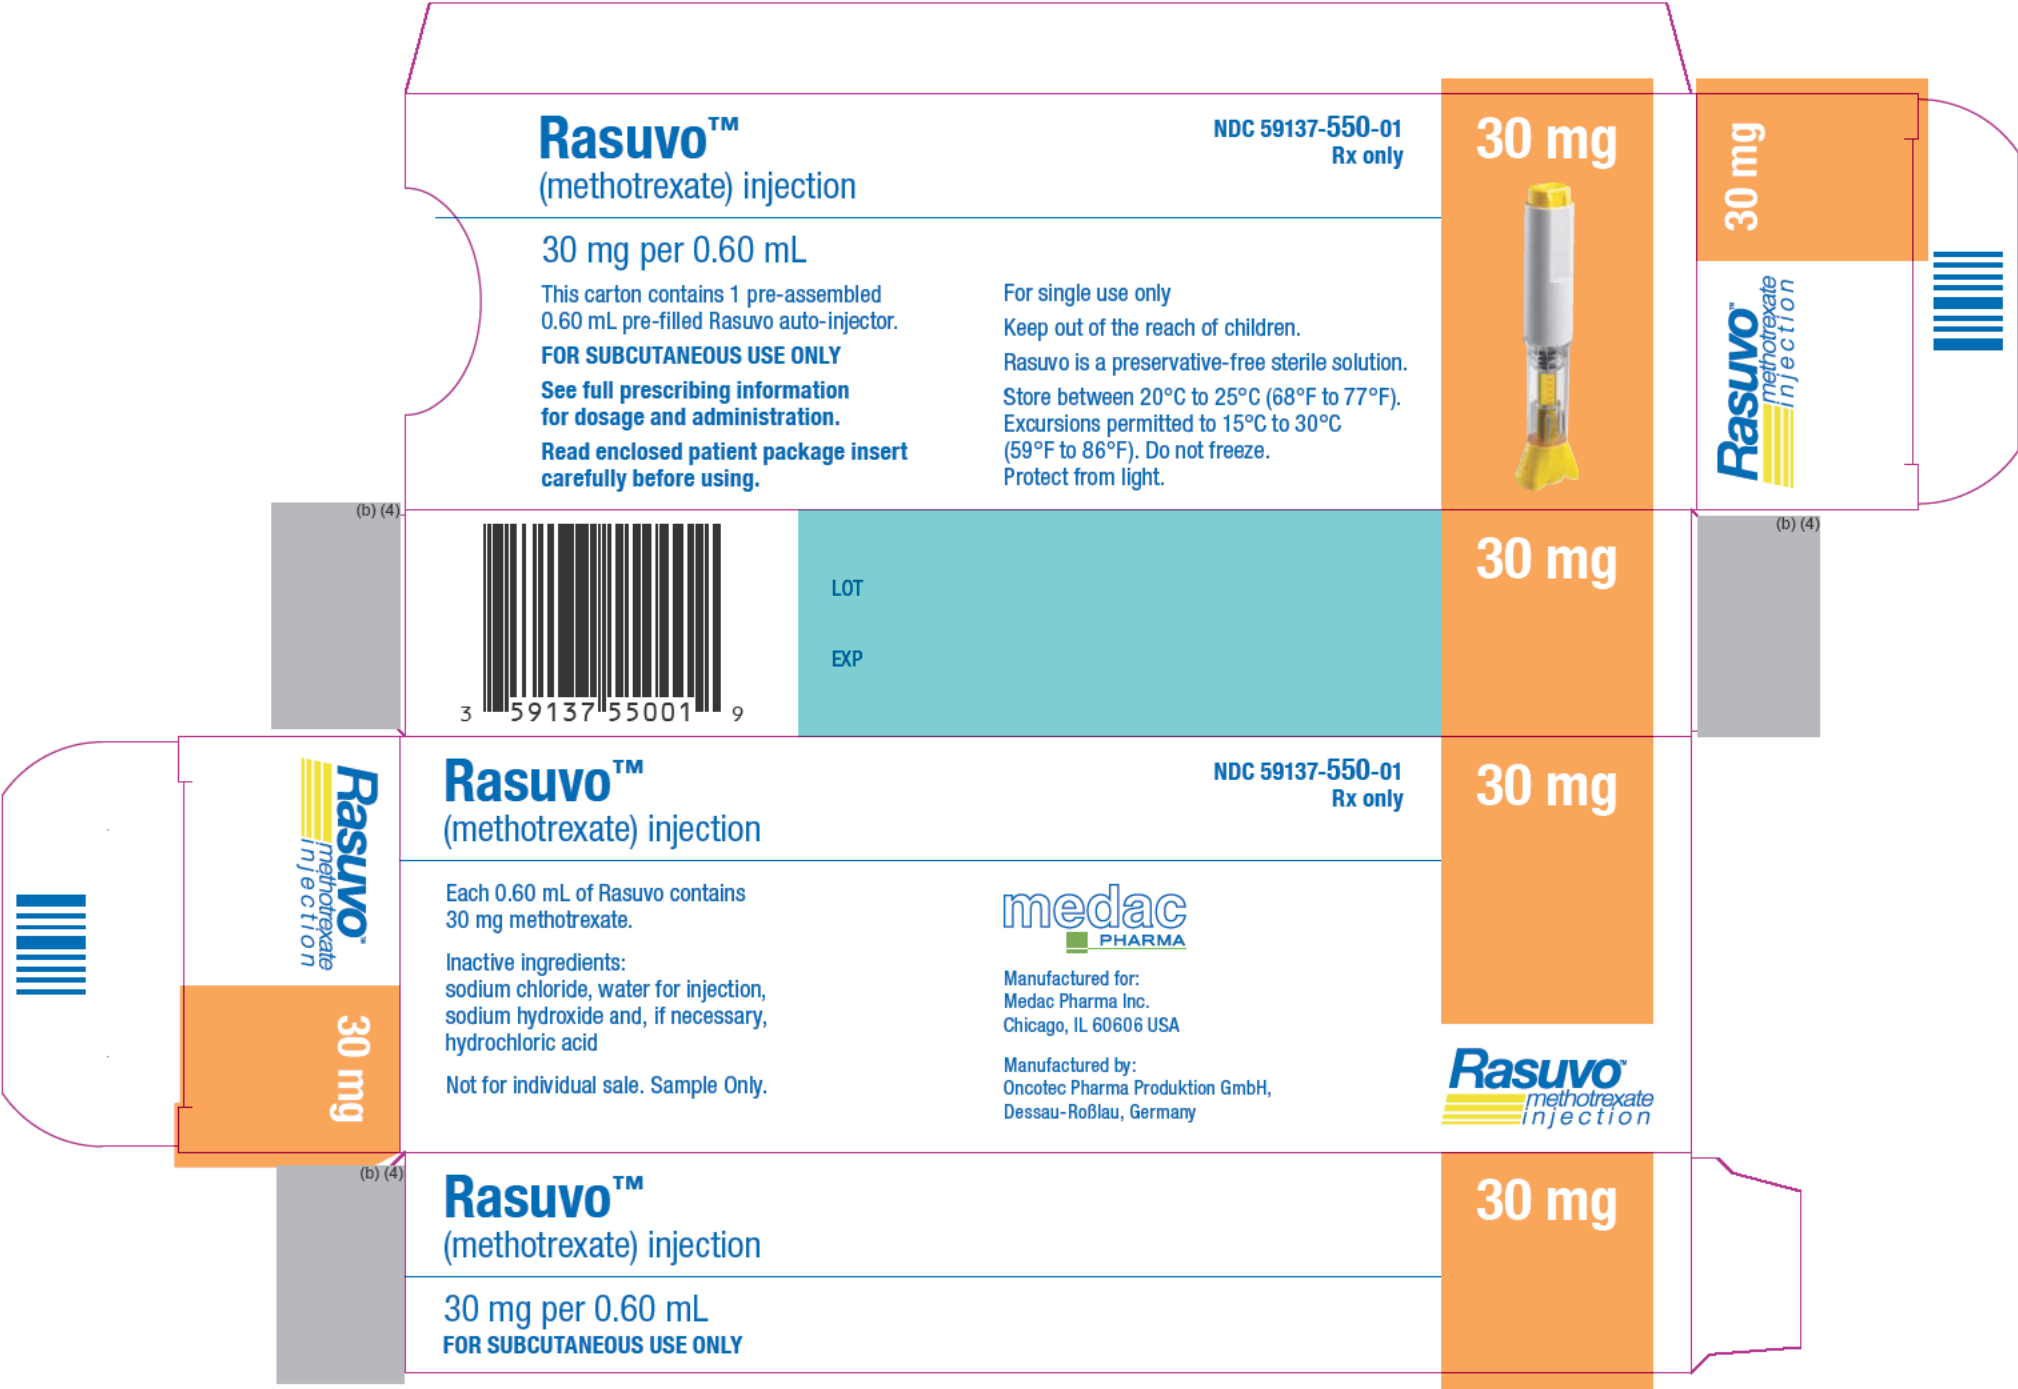 Rasuvo™
(methotrexate) injection
NDC 59137-550-01
Rx only
30 mg
30 mg per 0.60 mL
This carton contains 1 pre-assembled
0.60 mL pre-filled Rasuvo auto-injector.
FOR SUBCUTANEOUS USE ONLY
See full prescribing information
for dosage and administration.
Read enclosed patient package insert
carefully before using.
For single use only
Keep out of the reach of children.
Rasuvo is a preservative-free sterile solution.
Store between 20°C to 25°C (68°F to 77°F).
Excursions permitted to 15°C to 30°C
(59°F to 86°F). Do not freeze.
Protect from light.
30 mg
Rasuvo™
methotrexate
injection
(b) (4)
3 59137 55001 9
LOT
EXP
30 mg
(b) (4)
Rasuvo™
methotrexate
injection
30 mg
Rasuvo™
(methotrexate) injection
NDC 59137-550-01
Rx only
30 mg
Each 0.60 mL of Rasuvo contains
30 mg methotrexate.
Inactive ingredients:
sodium chloride, water for injection,
sodium hydroxide and, if necessary,
hydrochloric acid
Not for individual sale. Sample Only.
medac
PHARMA
Manufactured for:
Medac Pharma Inc.
Chicago, IL 60606 USA
Manufactured by:
Oncotec Pharma Produktion GmbH,
Dessau-Roßlau, Germany
Rasuvo™
methotrexate
injection
(b) (4)
Rasuvo™
(methotrexate) injection
30 mg
30 mg per 0.60 mL
FOR SUBCUTANEOUS USE ONLY